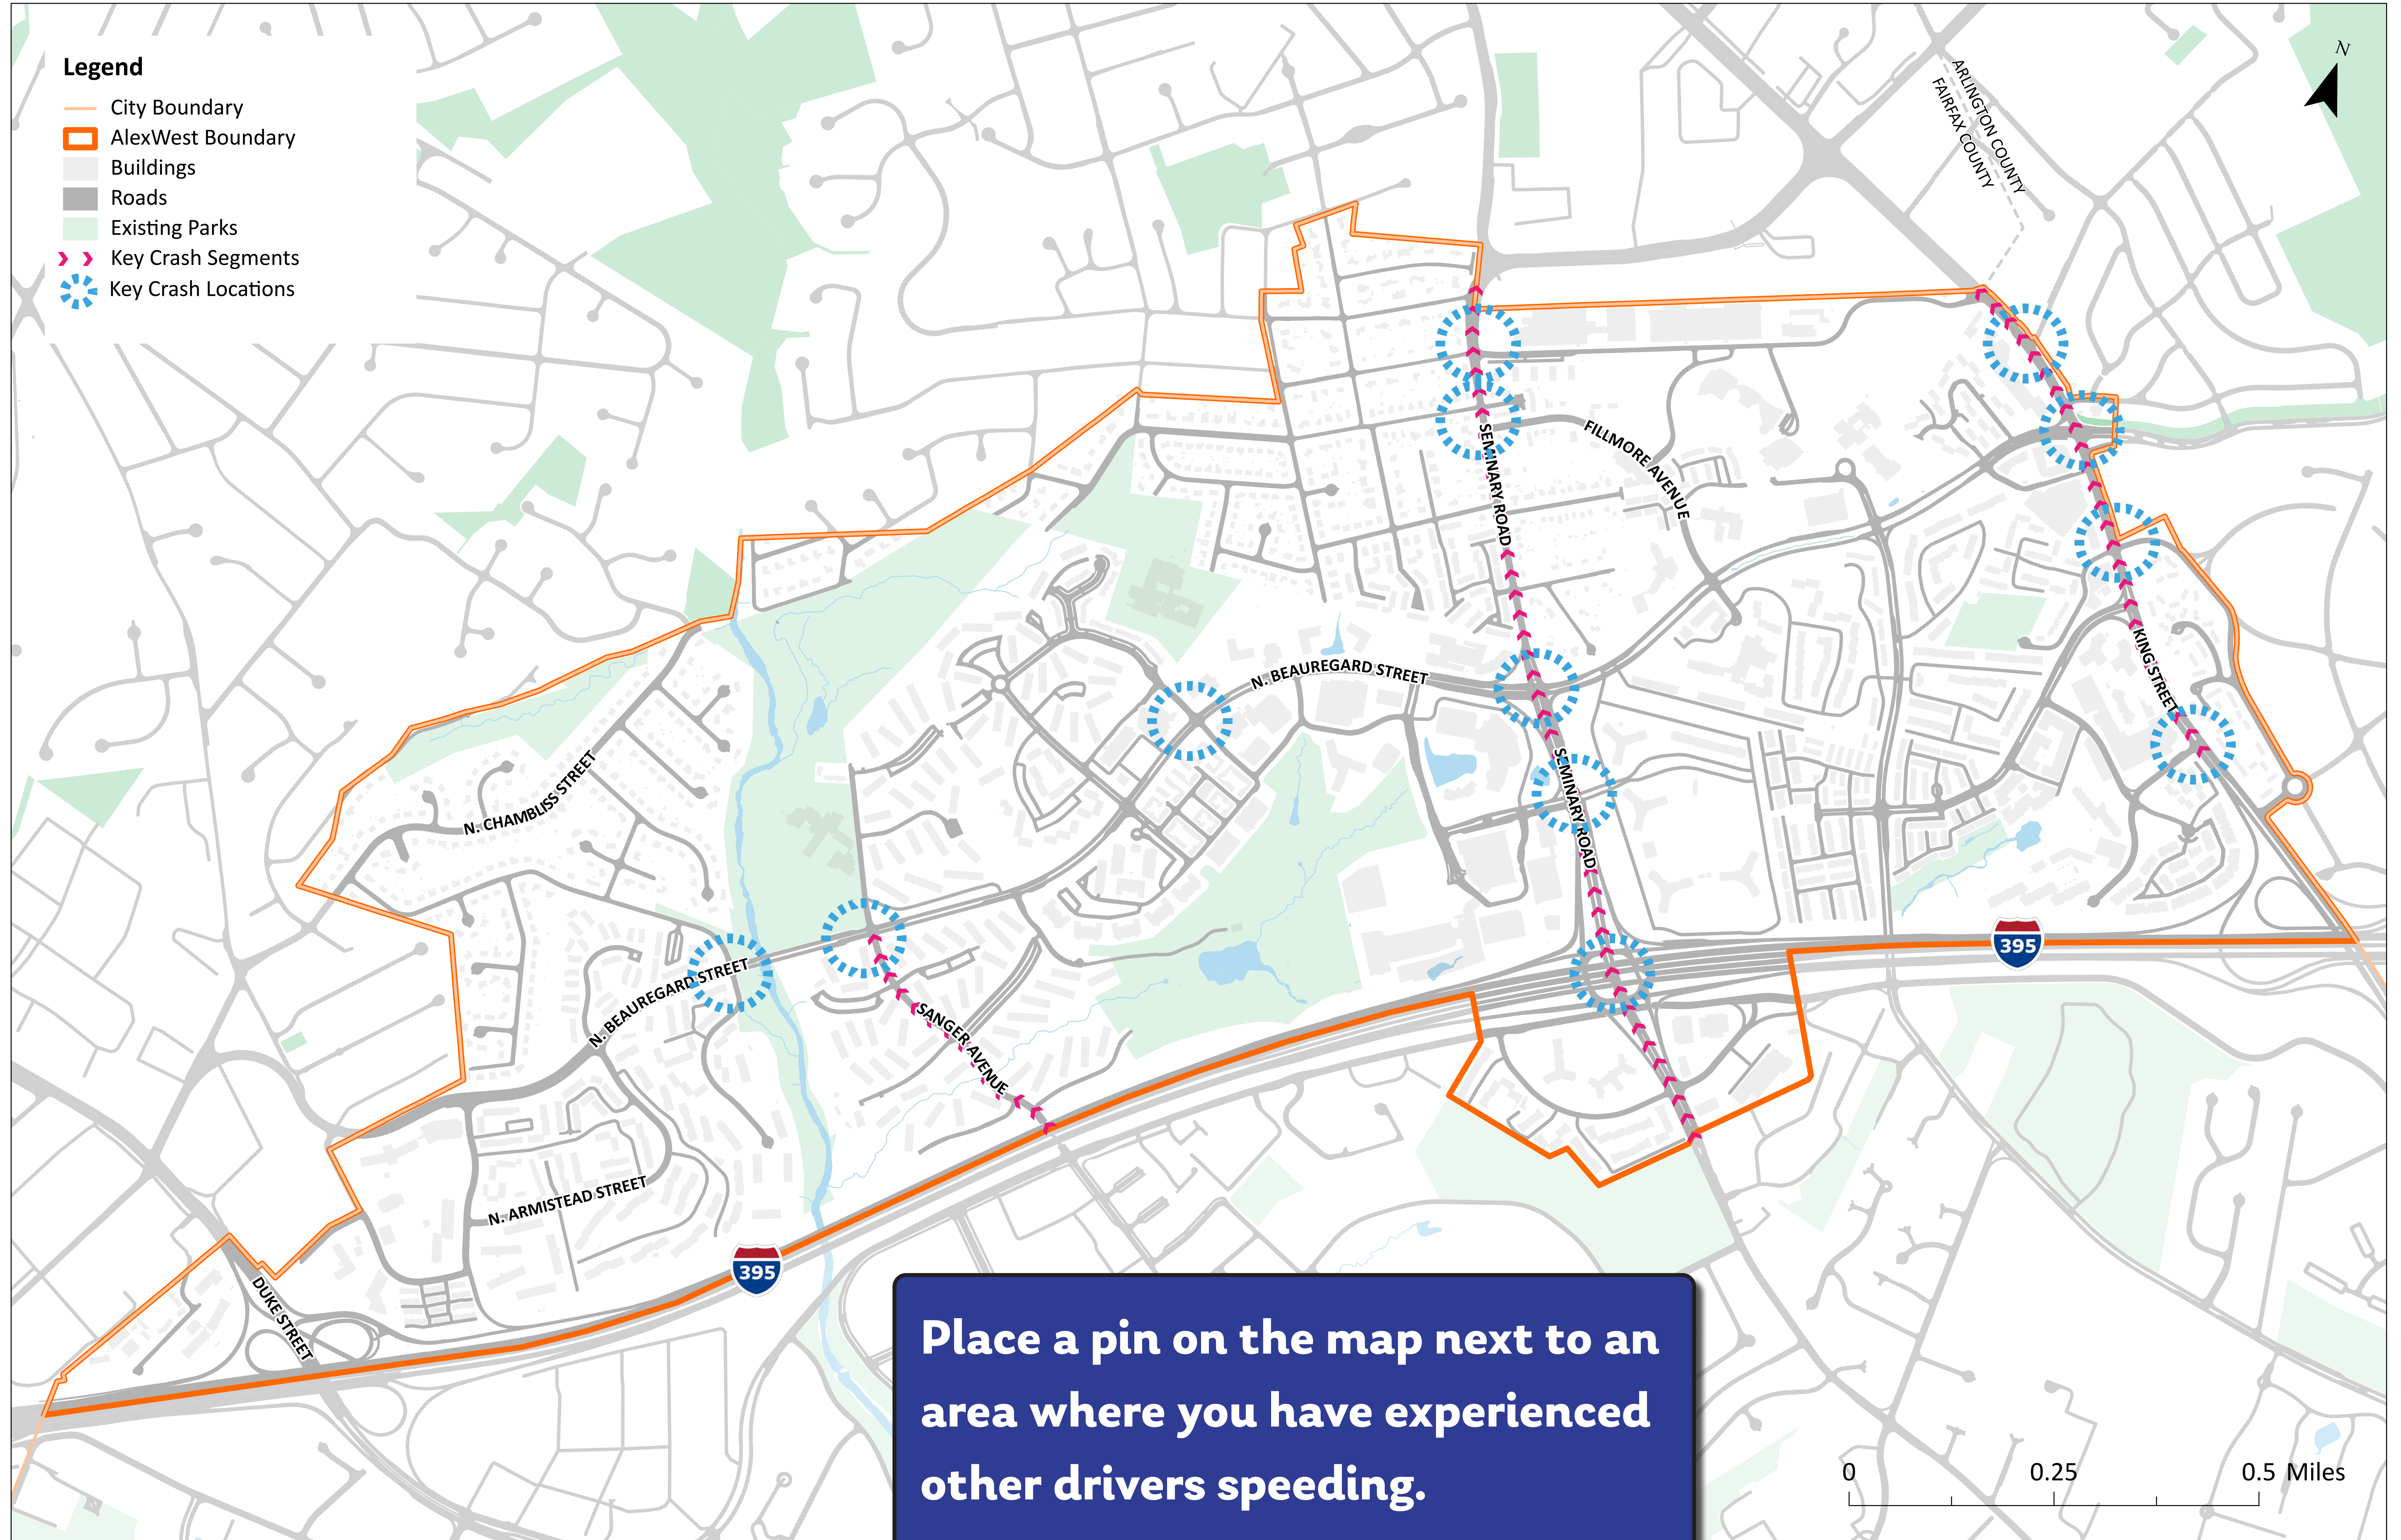 Legend
City Boundary
AlexWest Boundary
Buildings
Roads
Existing Parks
Key Crash Segments
Key Crash Locations
N
ARLINGTON COUNTY
FAIRFAX COUNTY
SEMINARY ROAD
FILLMORE AVENUE
KING STREET
N. BEAUREGARD STREET
SEMINARY ROAD
N. CHAMBLISS STREET
395
N. BEAUREGARD STREET
SANGER AVENUE
N. ARMISTEAD STREET
395
DUKE STREET
Place a pin on the map next to an
area where you have experienced
other drivers speeding.
0 0.25 0.5 Miles